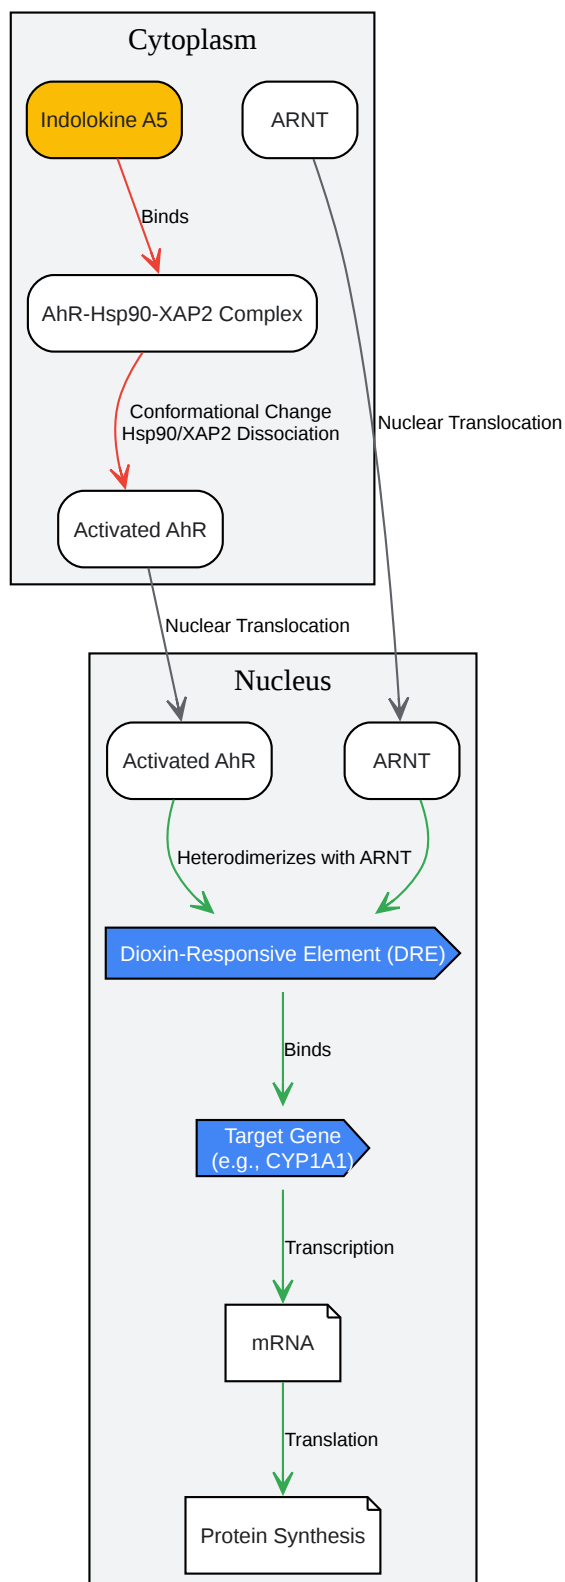 Cytoplasm
Indolokine A5
ARNT
Binds
AhR-Hsp90-XAP2 Complex
Conformational Change
Hsp90/XAP2 Dissociation
Nuclear Translocation
Activated AhR
Nuclear Translocation
Nucleus
Activated AhR
ARNT
Heterodimerizes with ARNT
Dioxin-Responsive Element (DRE)
Binds
Target Gene
(e.g., CYP1A1)
Transcription
mRNA
Translation
Protein Synthesis